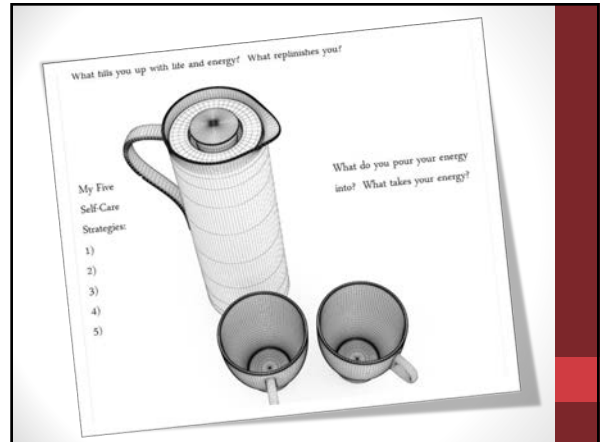 What fills you up with life and energy? What replinishes you?
What do you pour your energy
into? What takes your energy?
My Five
Self-Care
Strategies:
1)
2)
3)
4)
5)